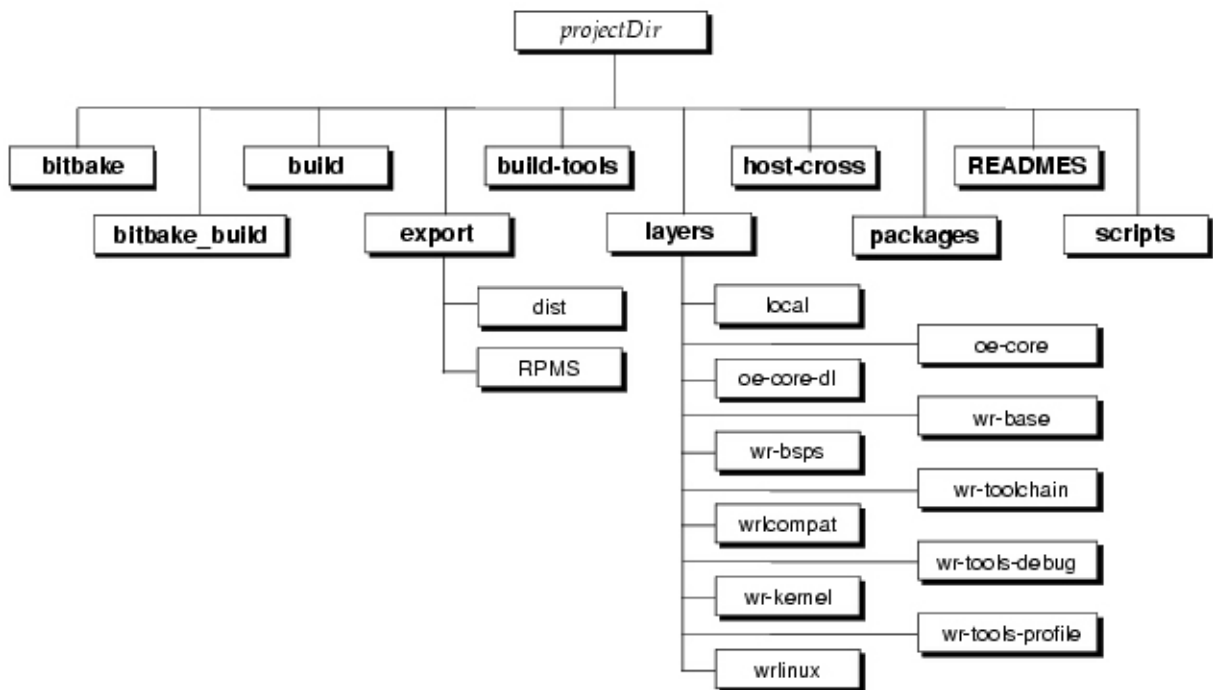 projectDir
bitbake
build
build-tools
host-cross
READMES
bitbake_build
export
layers
packages
scripts
dist
local
oe-core
RPMS
oe-core-dl
wr-base
wr-bsps
wr-toolchain
wrlcompat
wr-tools-debug
wr-kernel
wr-tools-profile
wrlinux